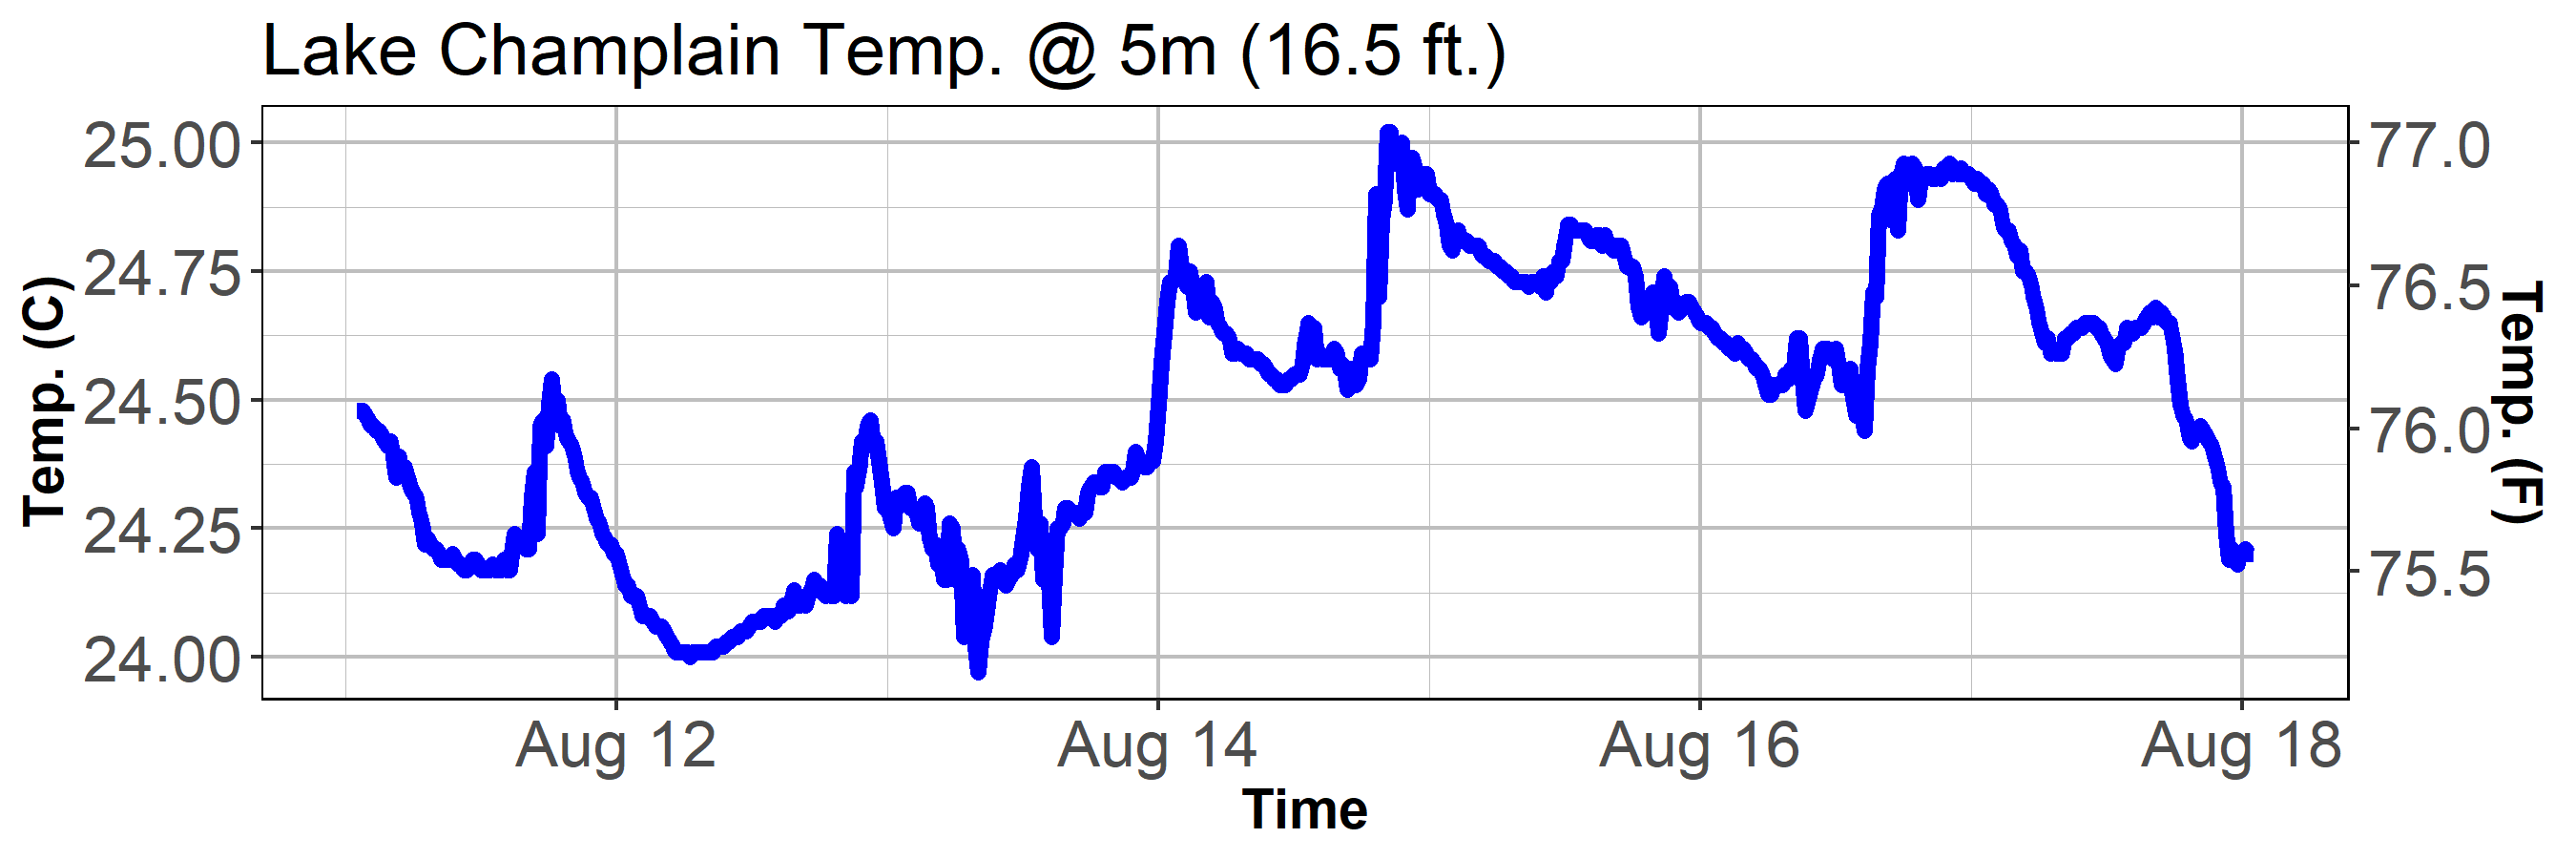 Lake Champlain Temp. @ 5m (16.5 ft.)
Temp. (C)
25.00
24.75
24.50
24.25
24.00
77.0
76.5
76.0
75.5
Temp. (F)
Aug 12
Aug 14
Aug 16
Aug 18
Time